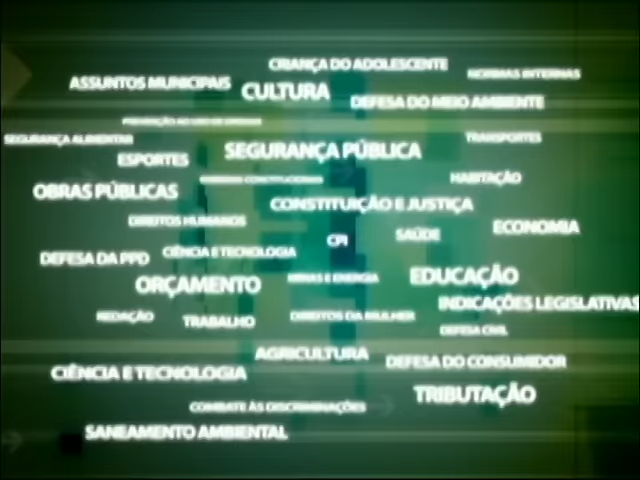 CRIANÇA DO ADOLESCENTE
NORMAS INTERNAS
ASSUNTOS MUNICIPAIS
CULTURA
DEFESA DO MEIO AMBIENTE
SEGURANÇA ALIMENTAR
TRANSPORTES
SEGURANÇA PÚBLICA
ESPORTES
HABITAÇÃO
OBRAS PÚBLICAS
CONSTITUIÇÃO E JUSTIÇA
DIREITOS HUMANOS
ECONOMIA
SAÚDE
CPI
CIÊNCIA E TECNOLOGIA
DEFESA DA PPD
EDUCAÇÃO
MINAS E ENERGIA
ORÇAMENTO
INDICAÇÕES LEGISLATIVAS
REDAÇÃO
TRABALHO
DIREITOS DA MULHER
DEFESA CIVIL
AGRICULTURA
DEFESA DO CONSUMIDOR
CIÊNCIA E TECNOLOGIA
TRIBUTAÇÃO
COMBATE ÀS DISCRIMINAÇÕES
SANEAMENTO AMBIENTAL